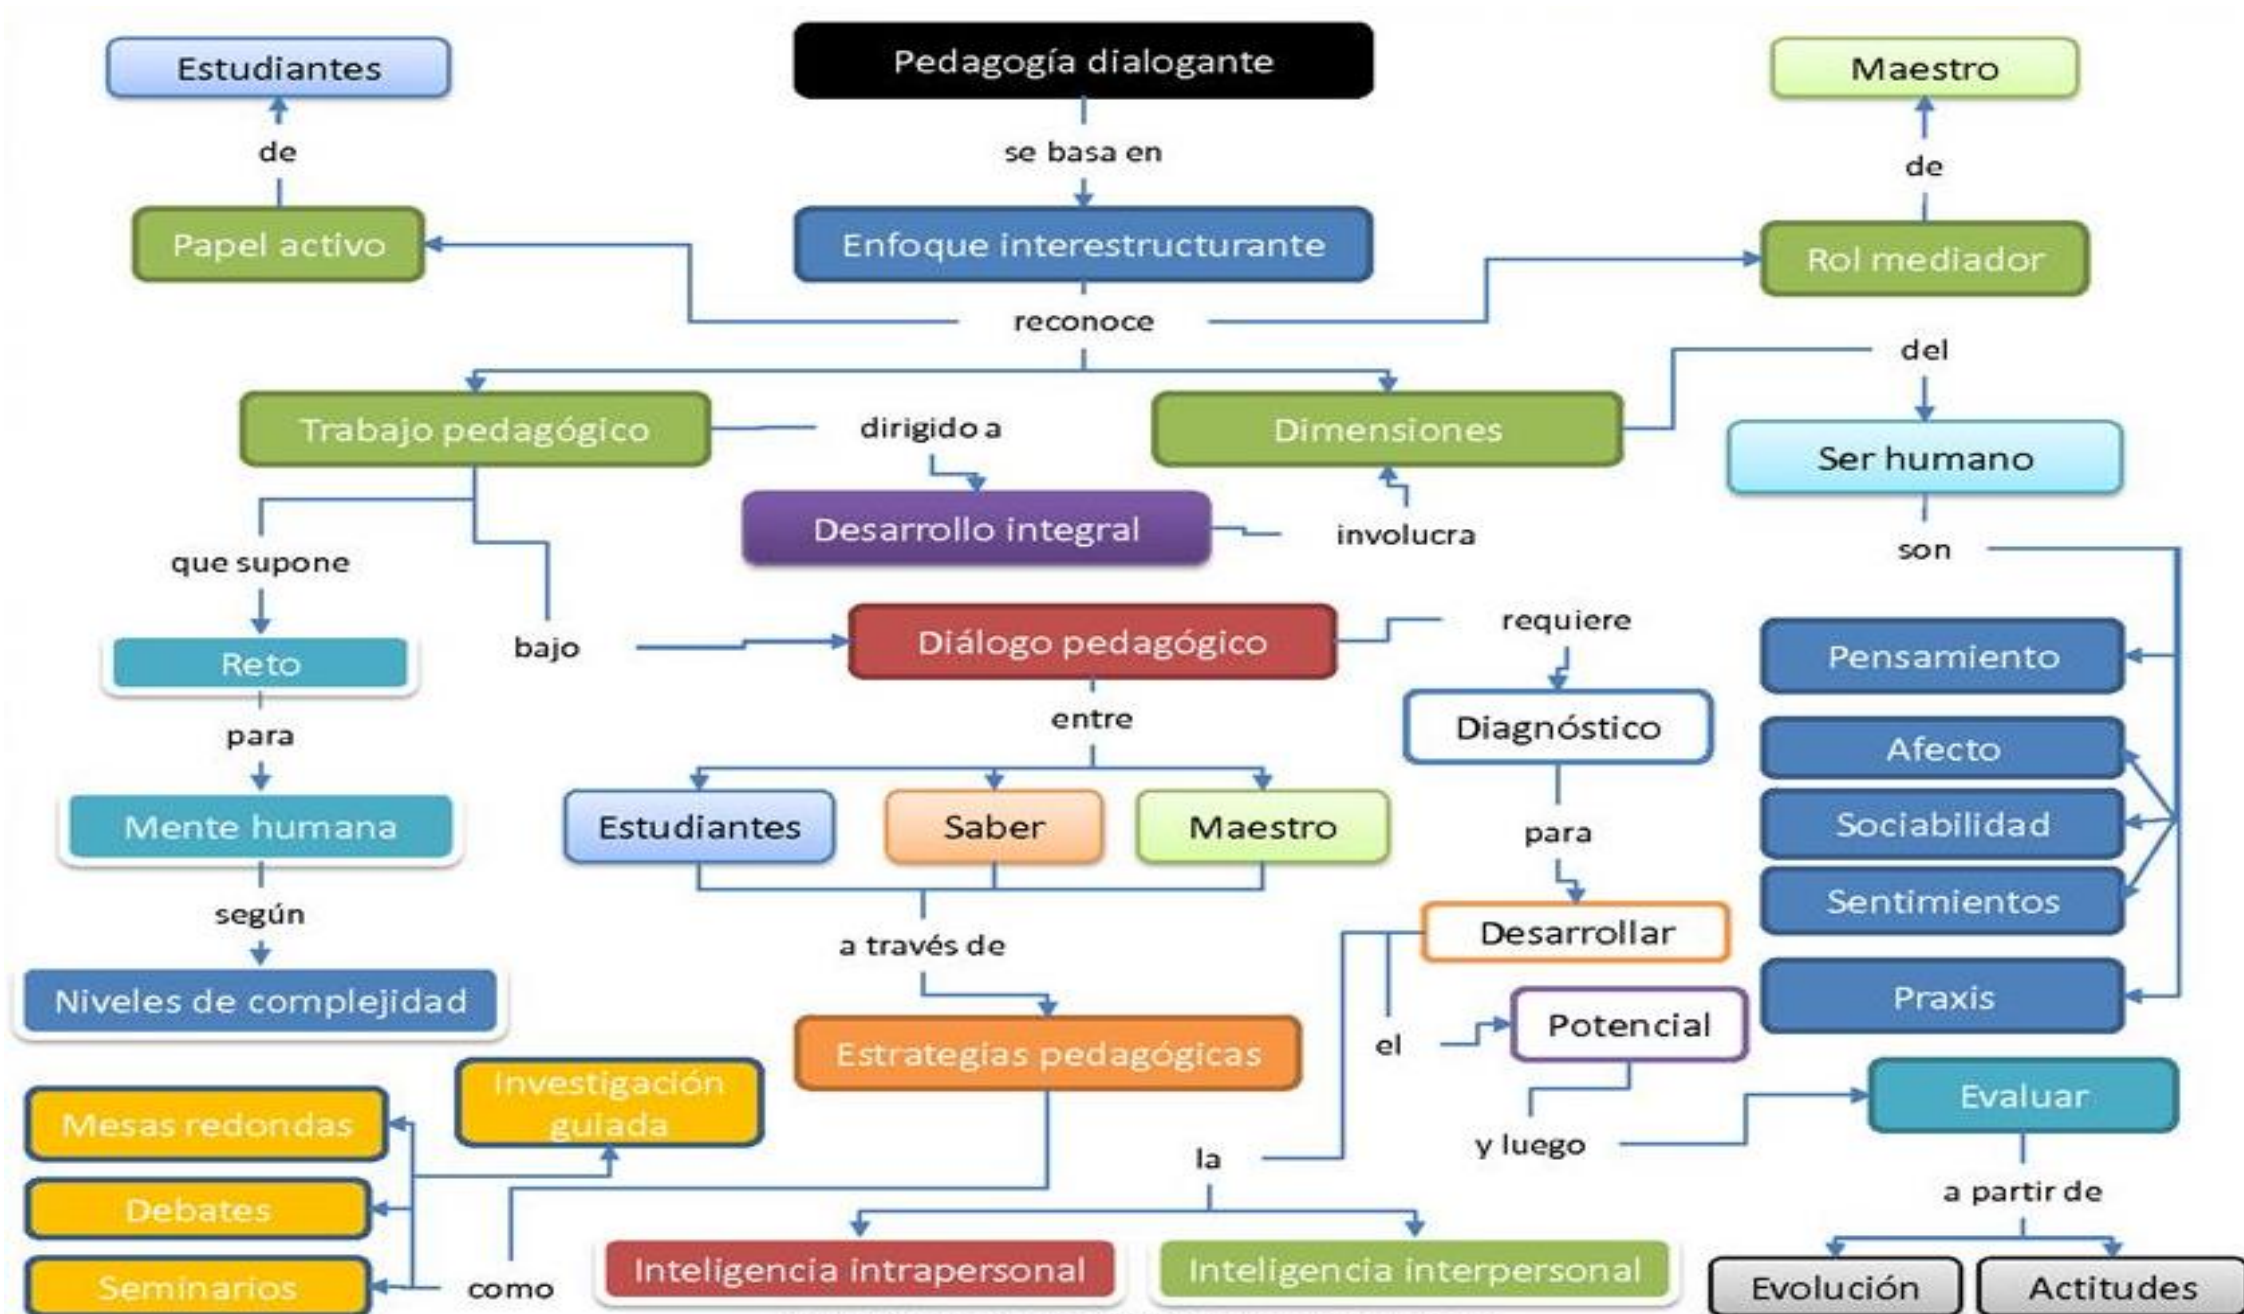 Estudiantes
Pedagogía dialogante
Maestro
de
se basa en
de
Papel activo
Enfoque interestructurante
Rol mediador
reconoce
del
Trabajo pedagógico
dirigido a
Dimensiones
Ser humano
Desarrollo integral
involucra
son
que supone
requiere
Reto
bajo
Diálogo pedagógico
Pensamiento
entre
Diagnóstico
para
Afecto
Mente humana
Estudiantes
Saber
Maestro
para
Sociabilidad
según
Sentimientos
a través de
Desarrollar
Niveles de complejidad
Praxis
Estrategias pedagógicas
el
Potencial
Investigación
guiada
Mesas redondas
Evaluar
la
y luego
Debates
a partir de
Seminarios
como
Inteligencia intrapersonal
Inteligencia interpersonal
Evolución
Actitudes